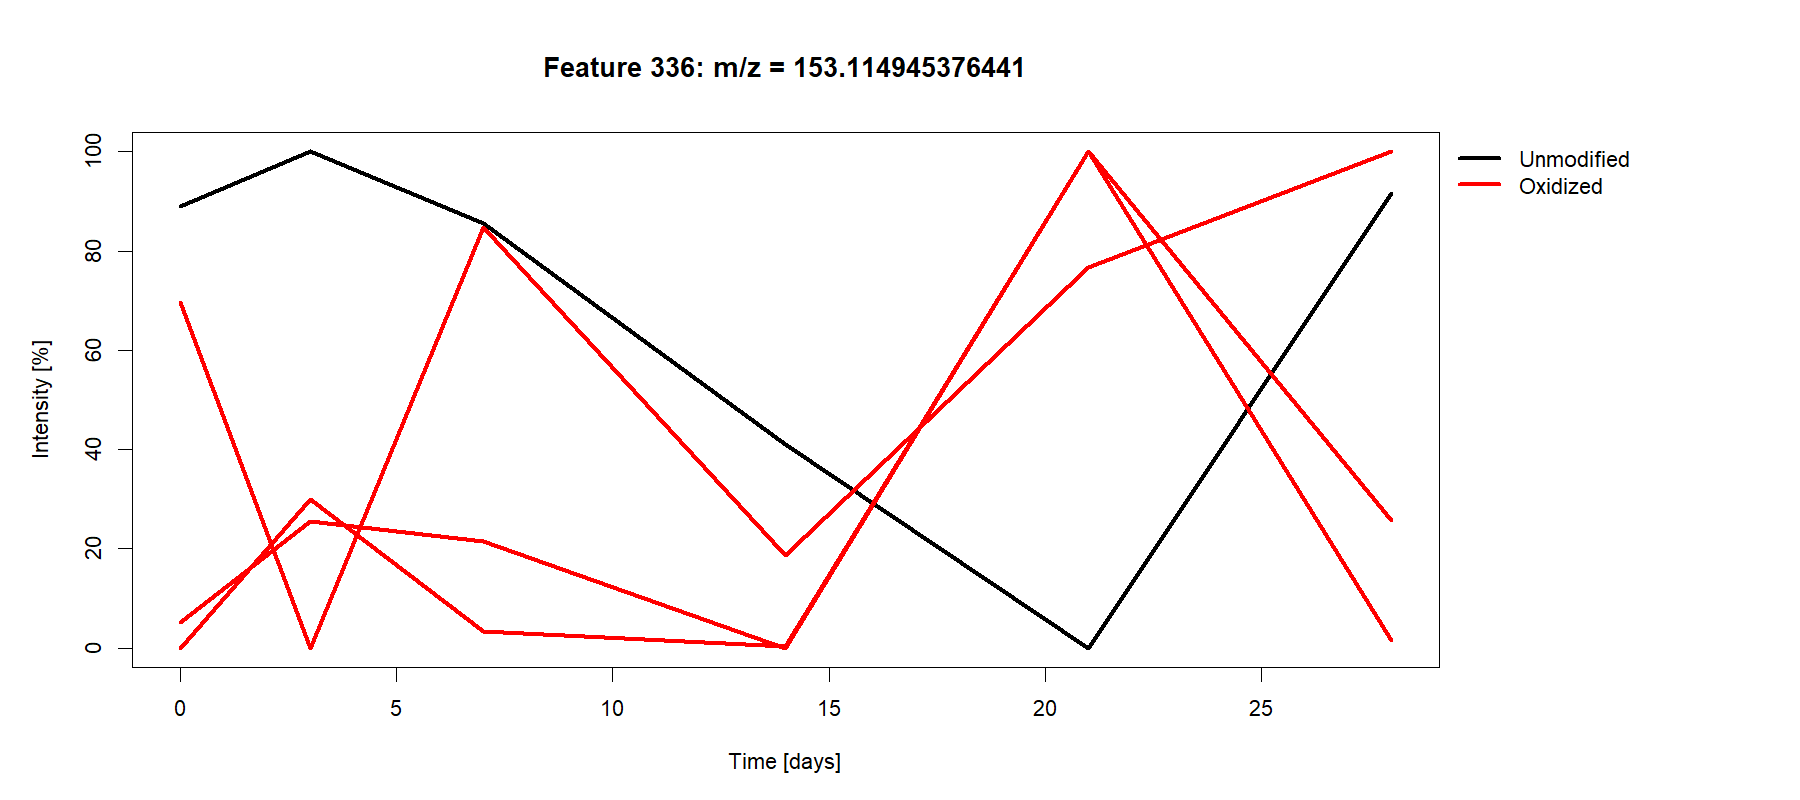 Feature 336: m/z = 153.114945376441
100
80
60
40
20
0
Intensity [%]
0 5 10 15 20 25
Time [days]
Unmodified
Oxidized